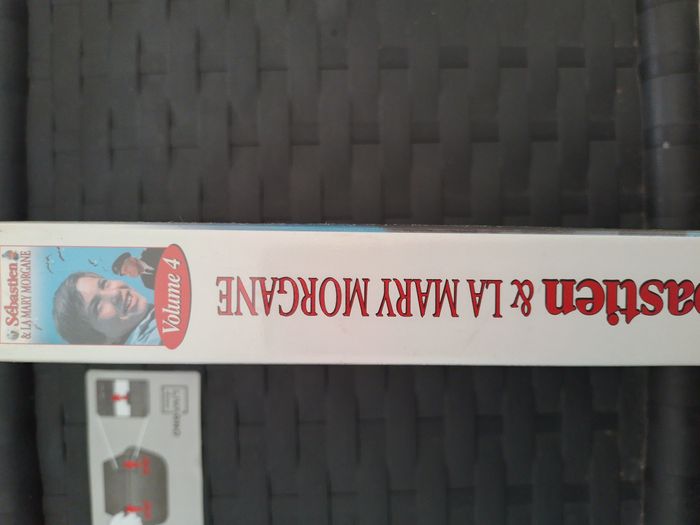 Sébastien
& LA MARY MORGANE
Volume 4
bastien & LA MARY MORGANE